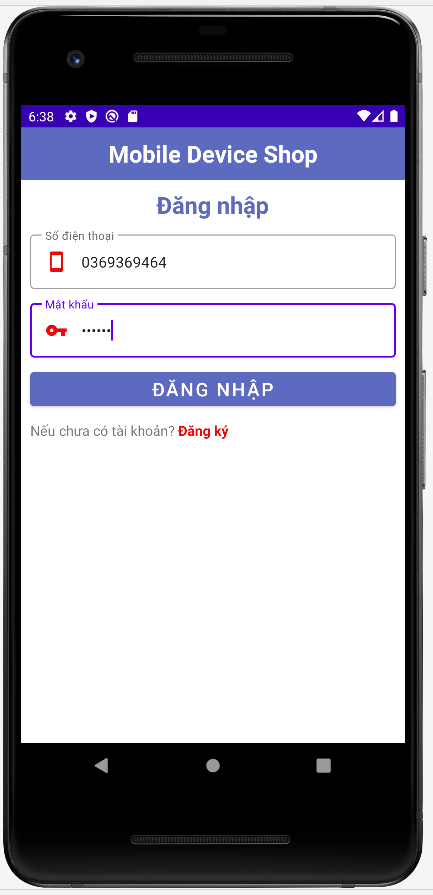 6:38
Mobile Device Shop
Đăng nhập
Số điện thoại
0369369464
Mật khẩu
••••••
ĐĂNG NHẬP
Nếu chưa có tài khoản? Đăng ký